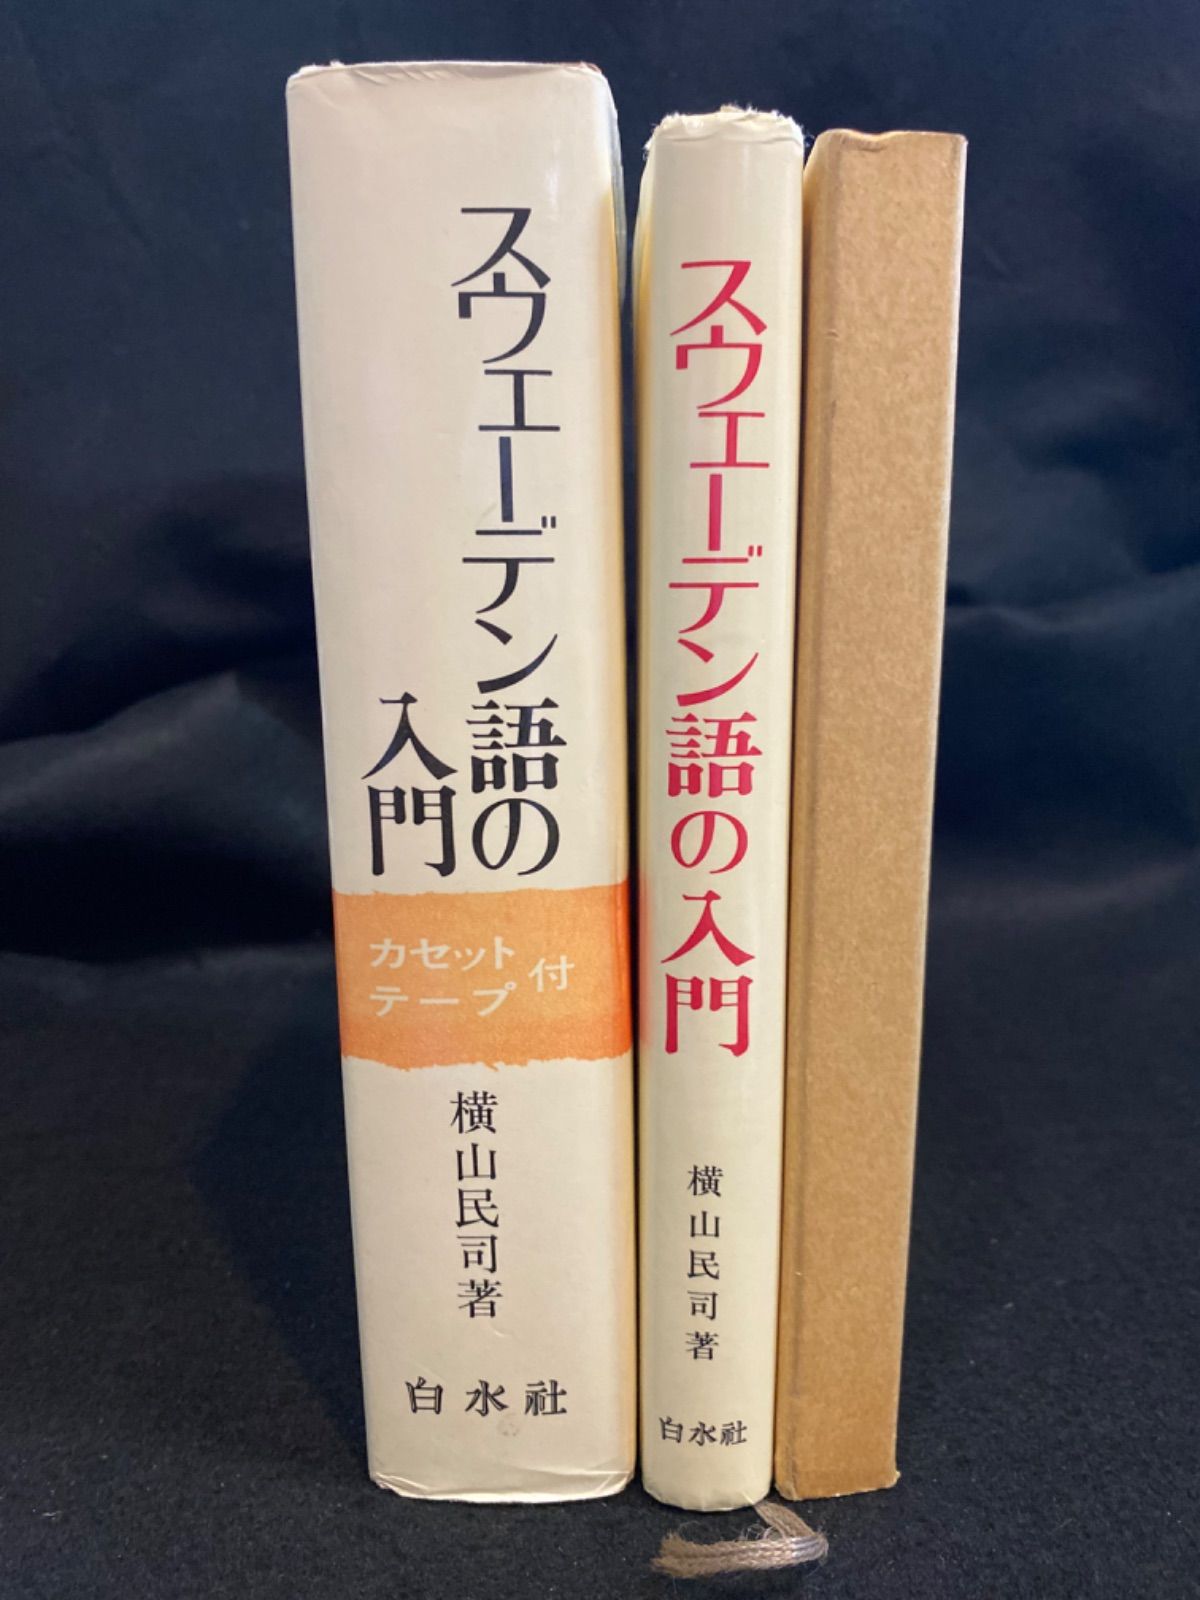 スウェーデン語の
入門
カセット
テープ付
横山民司著
白水社
スウェーデン語の入門
横山民司著
白水社